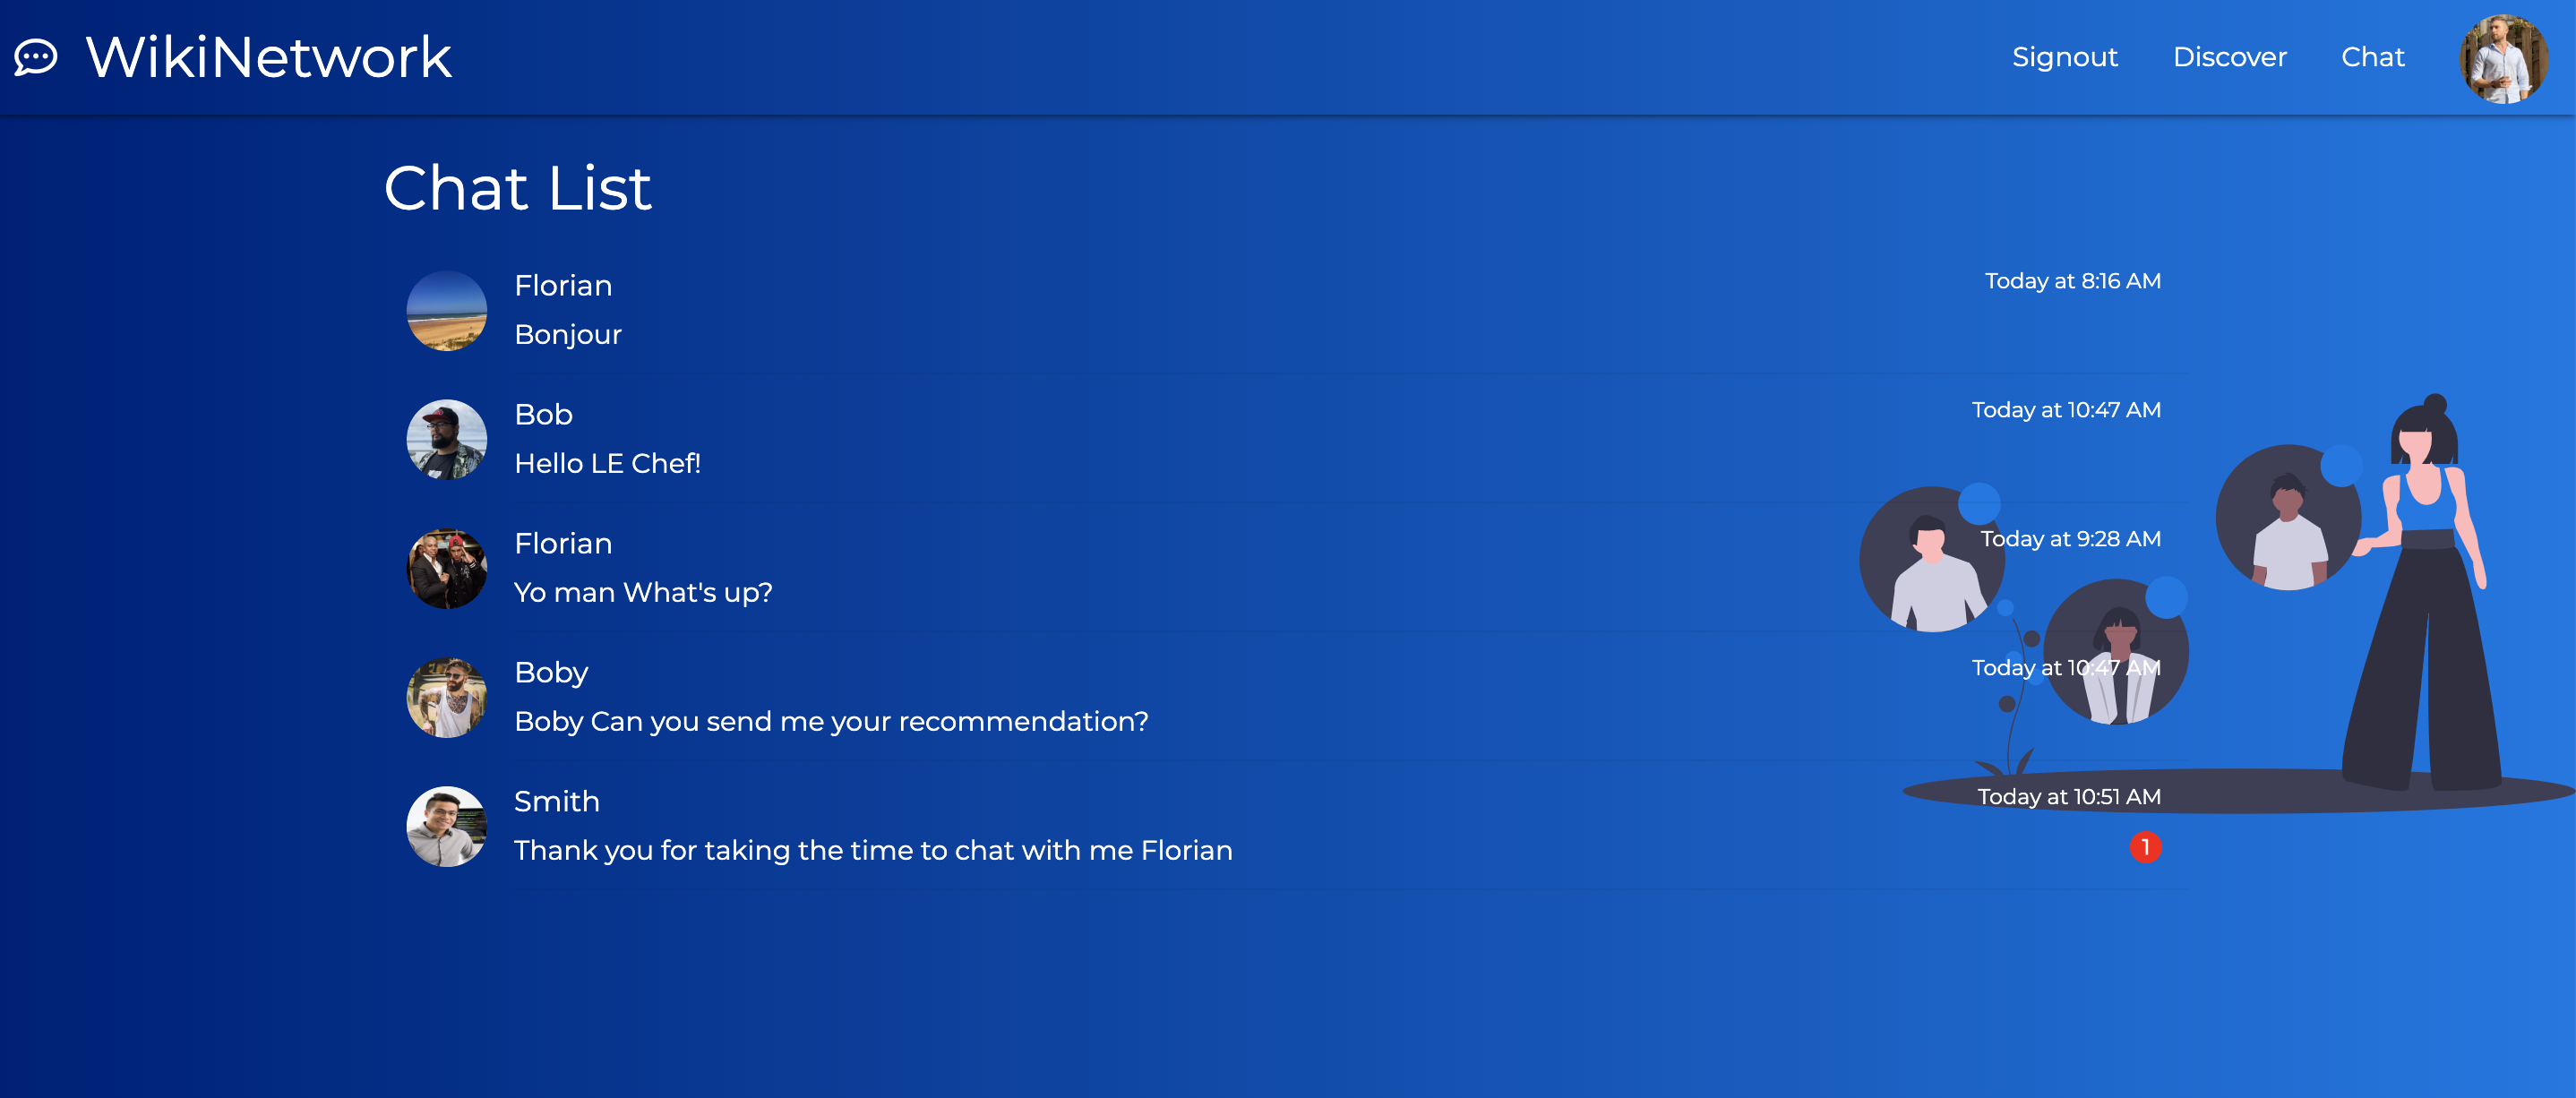 WikiNetwork
Signout
Discover
Chat
Chat List
Florian
Today at 8:16 AM
Bonjour
Bob
Today at 10:47 AM
Hello LE Chef!
Florian
Today at 9:28 AM
Yo man What's up?
Boby
Today at 10:47 AM
Boby Can you send me your recommendation?
Smith
Today at 10:51 AM
Thank you for taking the time to chat with me Florian
1